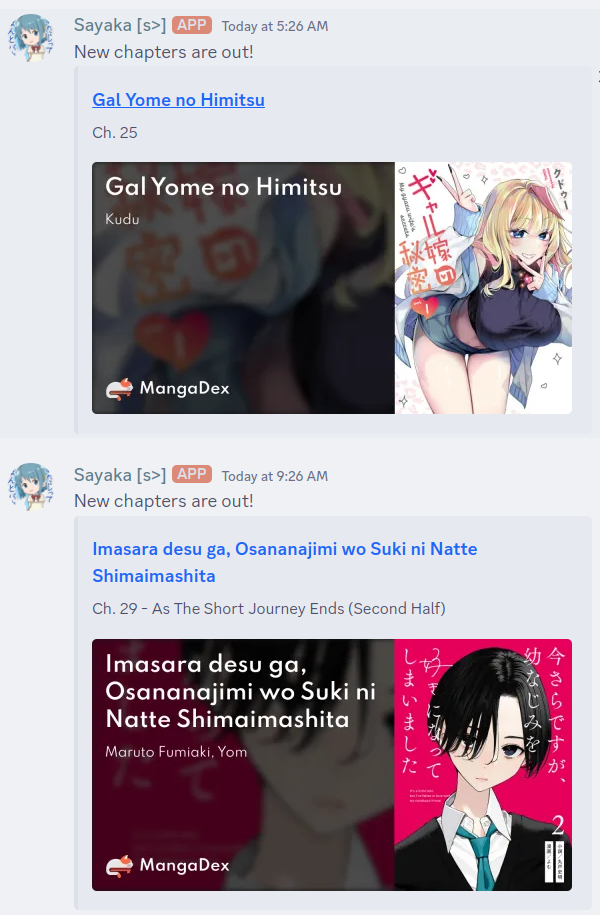 Sayaka [s>] APP Today at 5:26 AM
New chapters are out!
Gal Yome no Himitsu
Ch. 25
Gal Yome no Himitsu
Kudu
MangaDex
クドゥー
ギャル
嫁の
秘密
1
Sayaka [s>] APP Today at 9:26 AM
New chapters are out!
Imasara desu ga, Osananajimi wo Suki ni Natte
Shimaimashita
Ch. 29 - As The Short Journey Ends (Second Half)
Imasara desu ga,
Osananajimi wo Suki ni
Natte Shimaimashita
Maruto Fumiaki, Yom
MangaDex
今さらですが、
幼なじみを
好きになって
しまいました
2